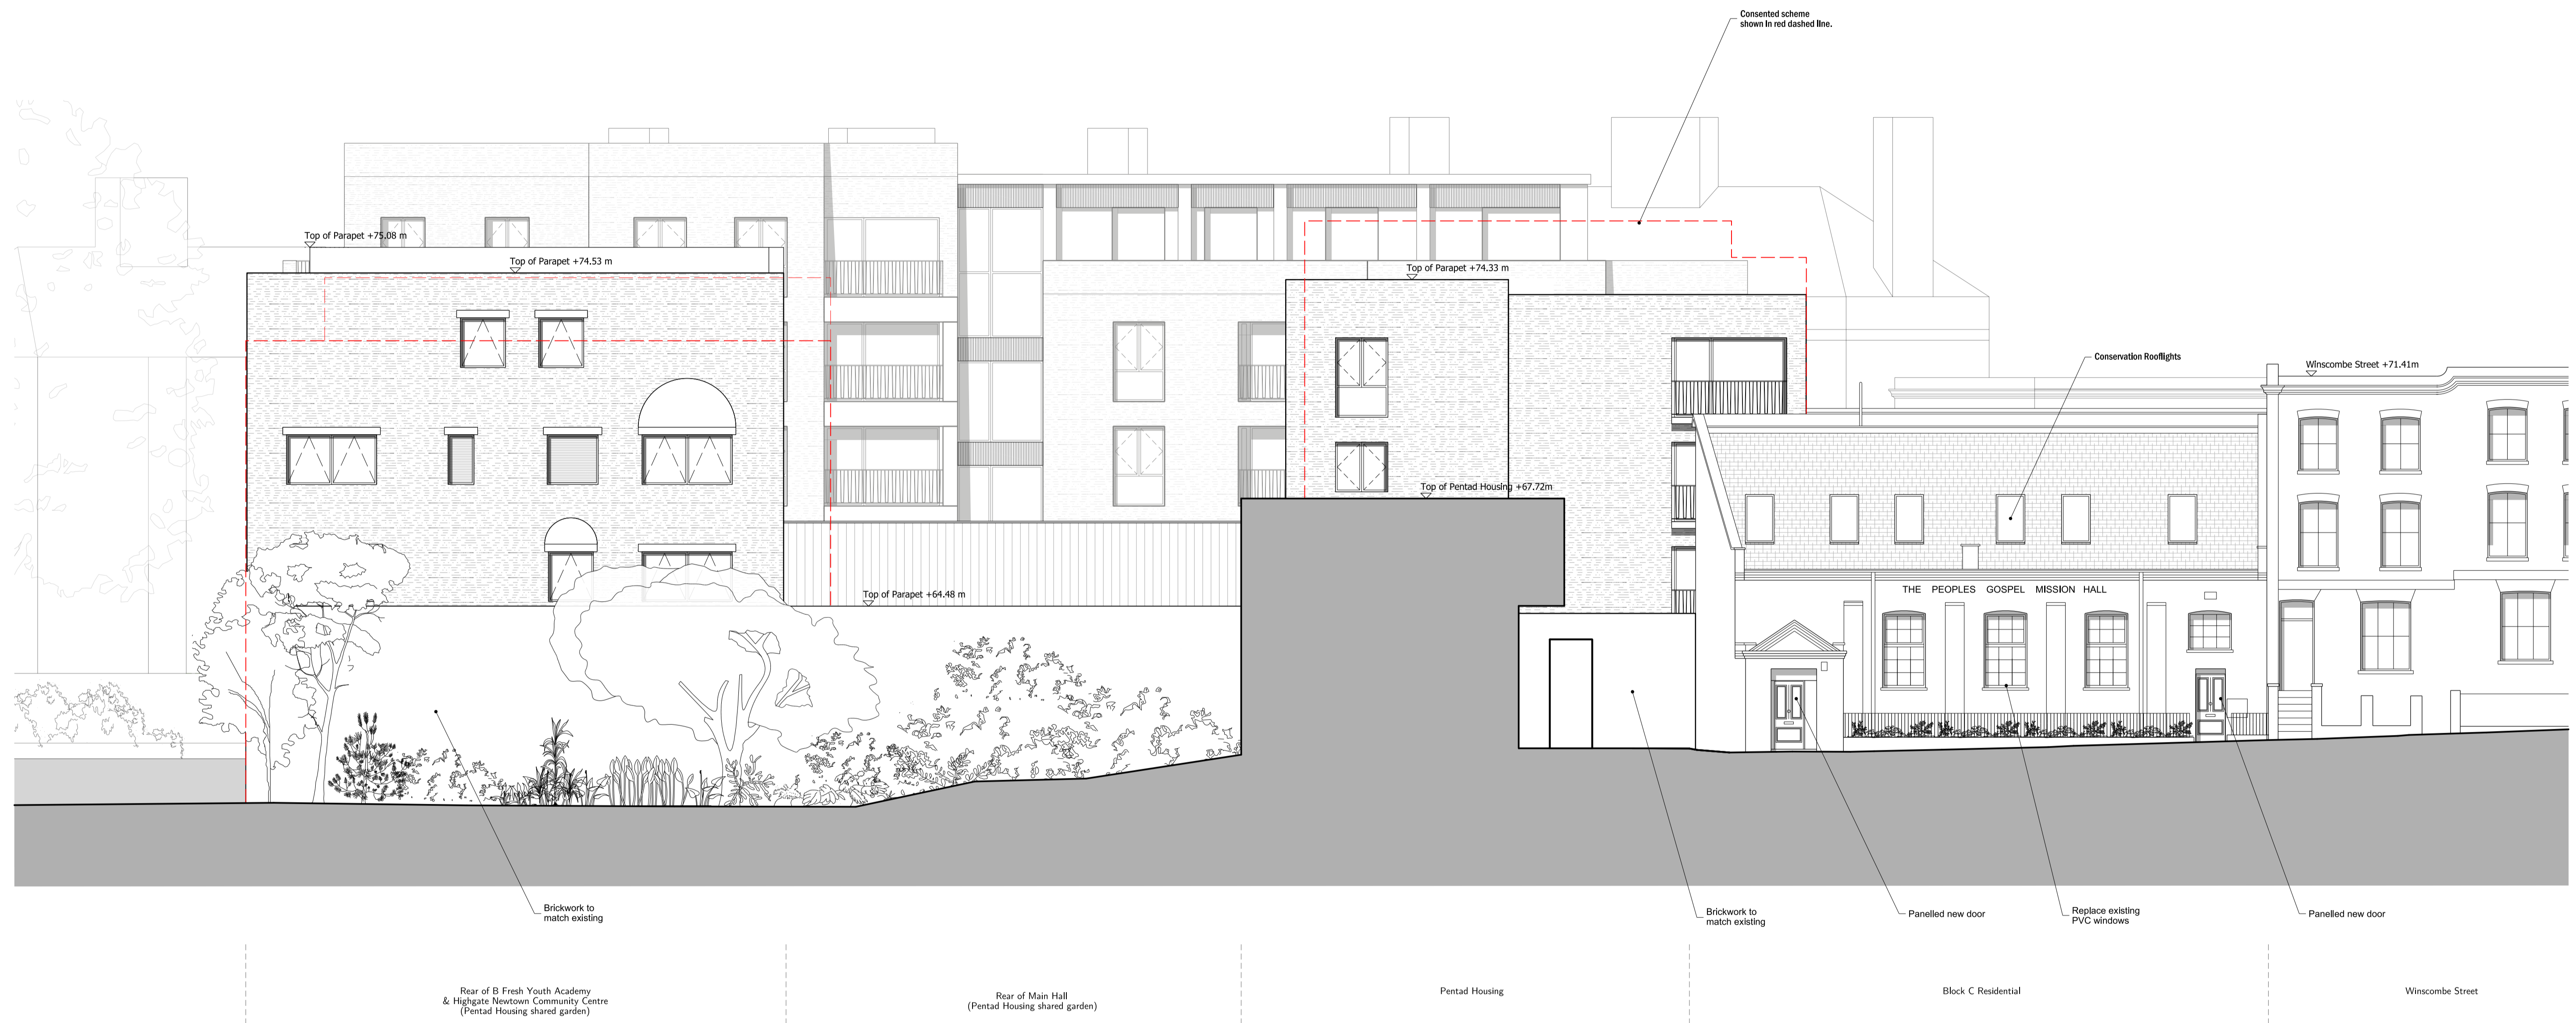 Consented scheme
shown in red dashed line.
Top of Parapet +75.08 m
Top of Parapet +74.53 m
Top of Parapet +74.33 m
Conservation Rooflights
Winscombe Street +71.41m
Top of Pentad Housing +67.72m
Top of Parapet +64.48 m
THE PEOPLES GOSPEL MISSION HALL
Brickwork to
match existing
Brickwork to
match existing
Panelled new door
Replace existing
PVC windows
Panelled new door
Rear of B Fresh Youth Academy
& Highgate Newtown Community Centre
(Pentad Housing shared garden)
Rear of Main Hall
(Pentad Housing shared garden)
Pentad Housing
Block C Residential
Winscombe Street